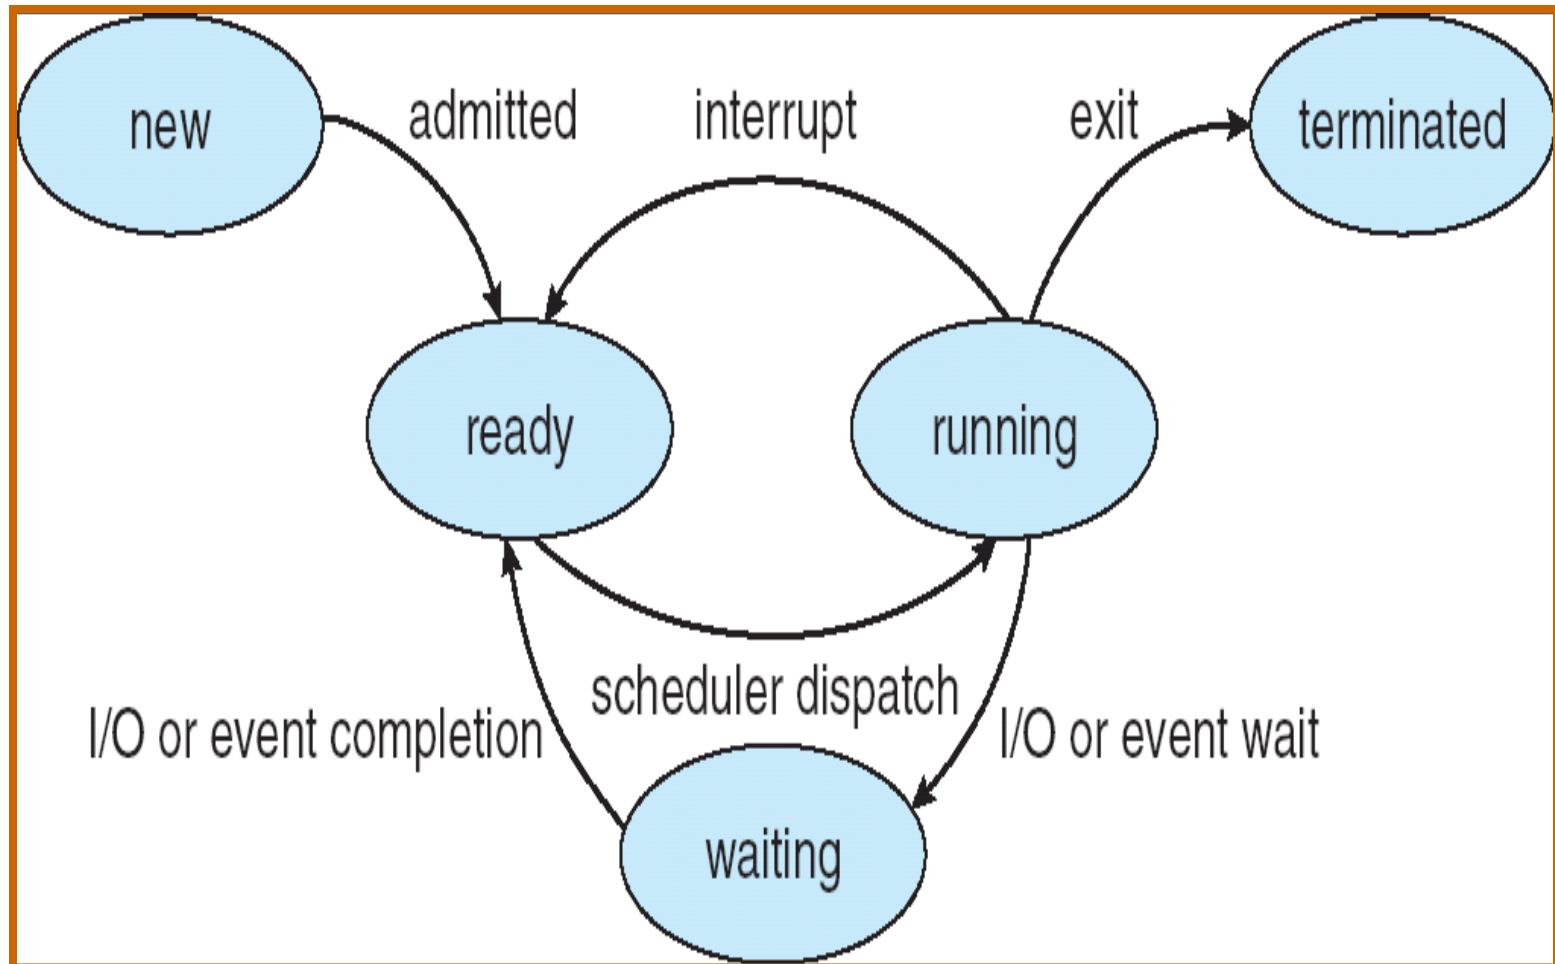 new
admitted
interrupt
exit
terminated
ready
running
scheduler dispatch
I/O or event completion
I/O or event wait
waiting